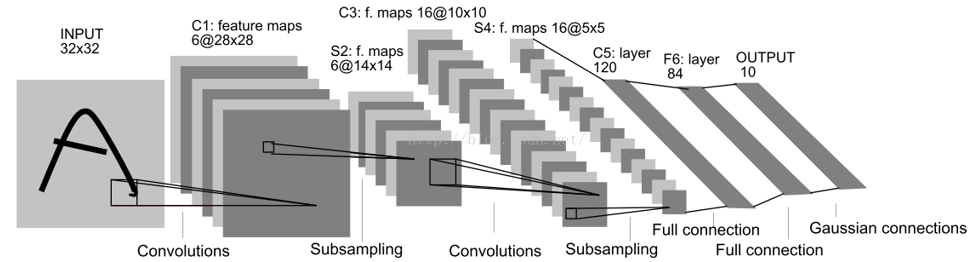 INPUT
32x32
C1: feature maps
6@28x28
S2: f. maps
6@14x14
C3: f. maps 16@10x10
S4: f. maps 16@5x5
C5: layer
120
F6: layer
84
OUTPUT
10
Convolutions
Subsampling
Convolutions
Subsampling
Full connection
Full connection
Gaussian connections